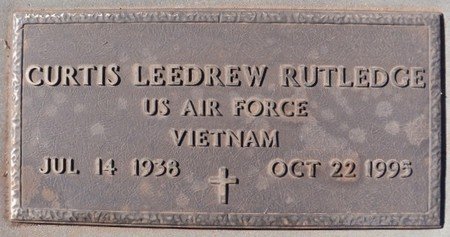 CURTIS LEEDREW RUTLEDGE
US AIR FORCE
VIETNAM
JUL 14 1938 OCT 22 1995